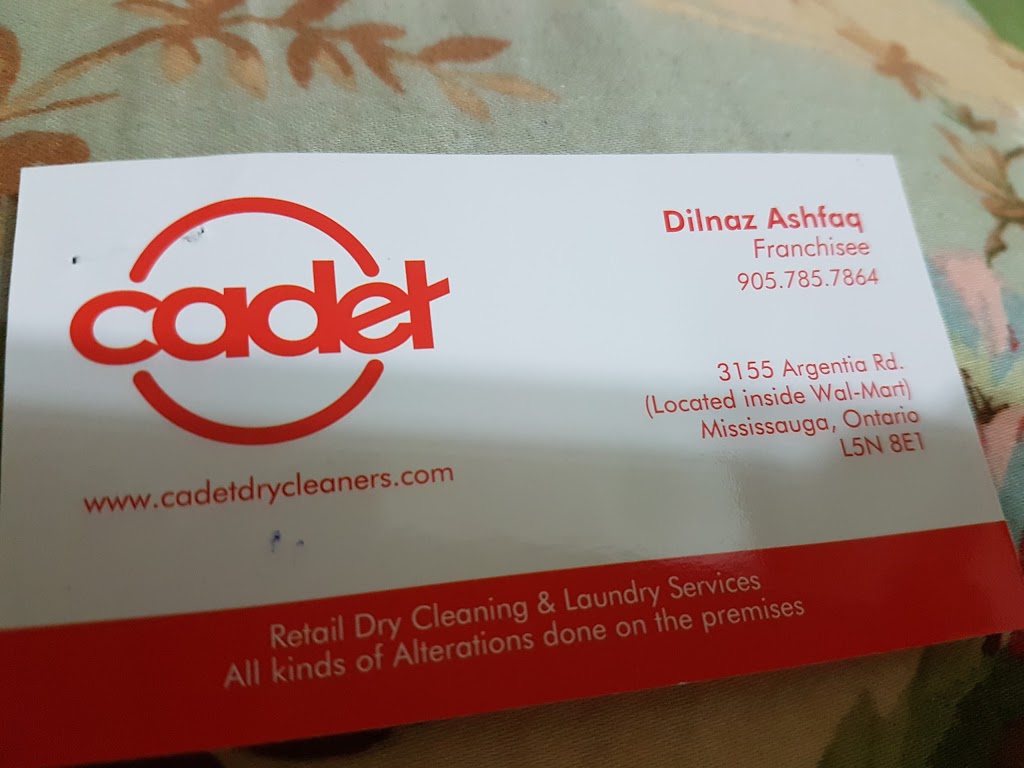 cadet
www.cadetdrycleaners.com
Dilnaz Ashfaq
Franchisee
905.785.7864
3155 Argentia Rd.
(Located inside Wal-Mart)
Mississauga, Ontario
L5N 8E1
Retail Dry Cleaning & Laundry Services
All kinds of Alterations done on the premises